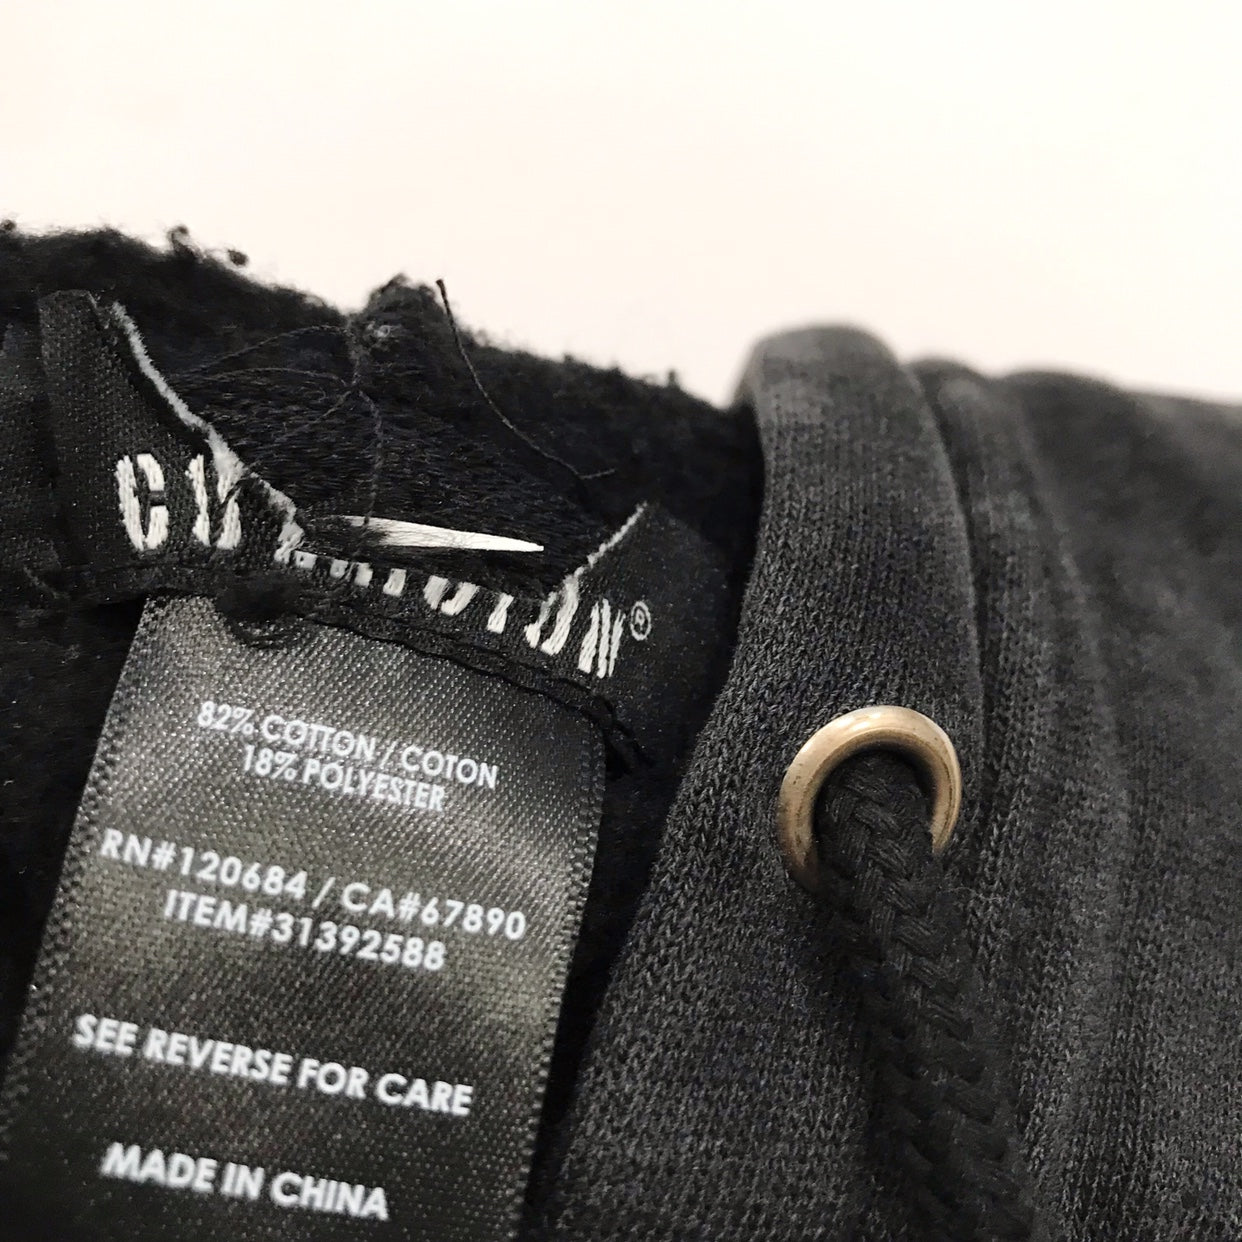 82% COTTON / COTON
18% POLYESTER
RN#120684 / CA#67890
ITEM#31392588
SEE REVERSE FOR CARE
MADE IN CHINA